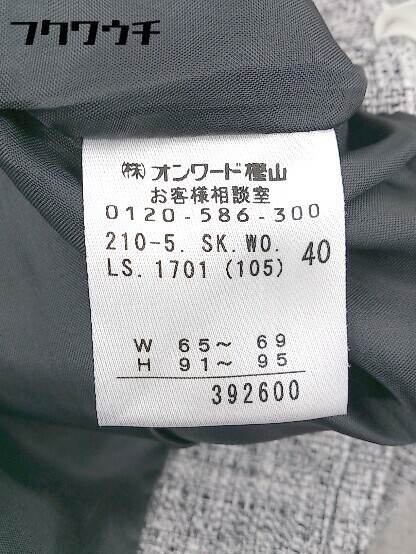 フクワウチ
㈱オンワード樫山
お客様相談室
0120-586-300
210-5. SK. WO. 40
LS. 1701 (105)
W 65～ 69
H 91～ 95
392600